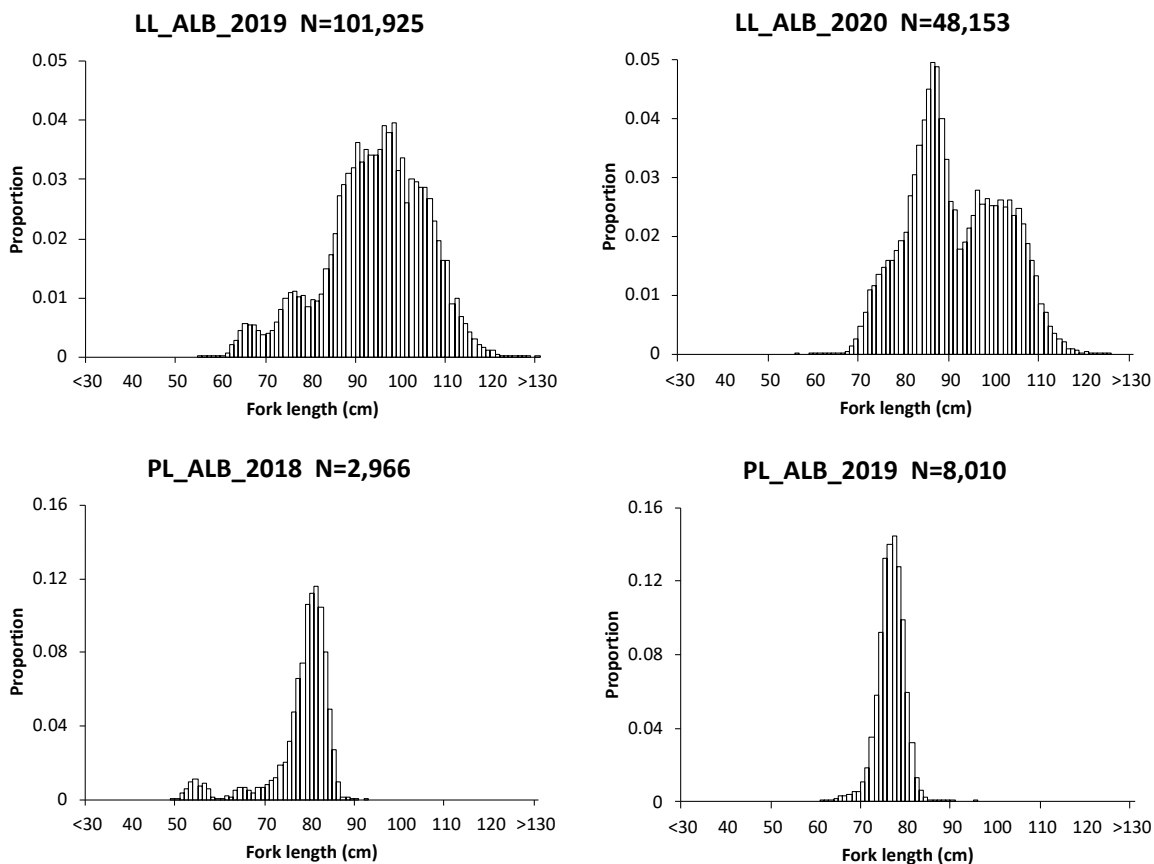 LL_ALB_2019 N=101,925
0.05
0.04
0.03
0.02
0.01
0
Proportion
<30 40 50 60 70 80 90 100 110 120 >130
Fork length (cm)
LL_ALB_2020 N=48,153
0.05
0.04
0.03
0.02
0.01
0
Proportion
<30 40 50 60 70 80 90 100 110 120 >130
Fork length (cm)
PL_ALB_2018 N=2,966
0.16
0.12
0.08
0.04
0
Proportion
<30 40 50 60 70 80 90 100 110 120 >130
Fork length (cm)
PL_ALB_2019 N=8,010
0.16
0.12
0.08
0.04
0
Proportion
<30 40 50 60 70 80 90 100 110 120 >130
Fork length (cm)